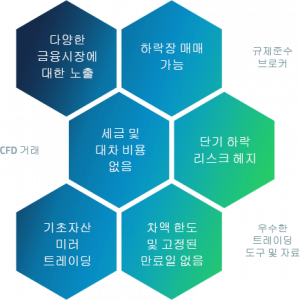 다양한
금융시장에
대한 노출
하락장 매매
가능
규제준수
브로커
CFD 거래
세금 및
대차 비용
없음
단기 하락
리스크 헤지
기초자산
미러
트레이딩
차액 한도
및 고정된
만료일 없음
우수한
트레이딩
도구 및 자료